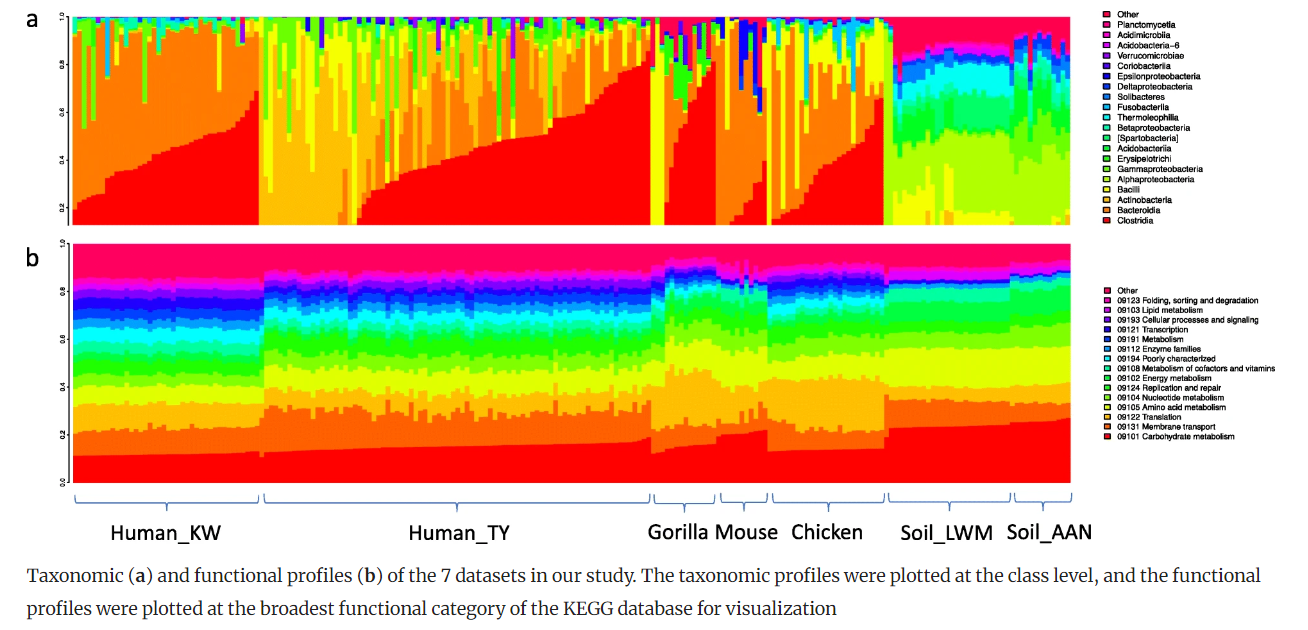 a
1.0
0.8
0.6
0.4
0.2
Other
Planctomycetia
Acidimicrobiia
Acidobacteria-6
Verrucomicrobiae
Coriobacteriia
Epsilonproteobacteria
Deltaproteobacteria
Solibacteres
Fusobacteriia
Thermoleophilia
Betaproteobacteria
[Spartobacteria]
Acidobacteriia
Erysipelotrichi
Gammaproteobacteria
Alphaproteobacteria
Bacilli
Actinobacteria
Bacteroidia
Clostridia
b
1.0
0.8
0.6
0.4
0.2
0.0
Other
09123 Folding, sorting and degradation
09103 Lipid metabolism
09193 Cellular processes and signaling
09121 Transcription
09191 Metabolism
09112 Enzyme families
09194 Poorly characterized
09108 Metabolism of cofactors and vitamins
09102 Energy metabolism
09124 Replication and repair
09104 Nucleotide metabolism
09105 Amino acid metabolism
09122 Translation
09131 Membrane transport
09101 Carbohydrate metabolism
Human_KW Human_TY Gorilla Mouse Chicken Soil_LWM Soil_AAN
Taxonomic (a) and functional profiles (b) of the 7 datasets in our study. The taxonomic profiles were plotted at the class level, and the functional
profiles were plotted at the broadest functional category of the KEGG database for visualization